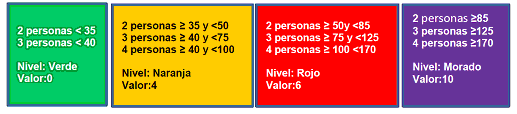 2 personas < 35
3 personas < 40
Nivel: Verde
Valor:0
2 personas ≥ 35 y <50
3 personas ≥ 40 y <75
4 personas ≥ 40 y <100
Nivel: Naranja
Valor:4
2 personas ≥ 50y <85
3 personas ≥ 75 y <125
4 personas ≥ 100 <170
Nivel: Rojo
Valor:6
2 personas ≥85
3 personas ≥125
4 personas ≥170
Nivel: Morado
Valor:10